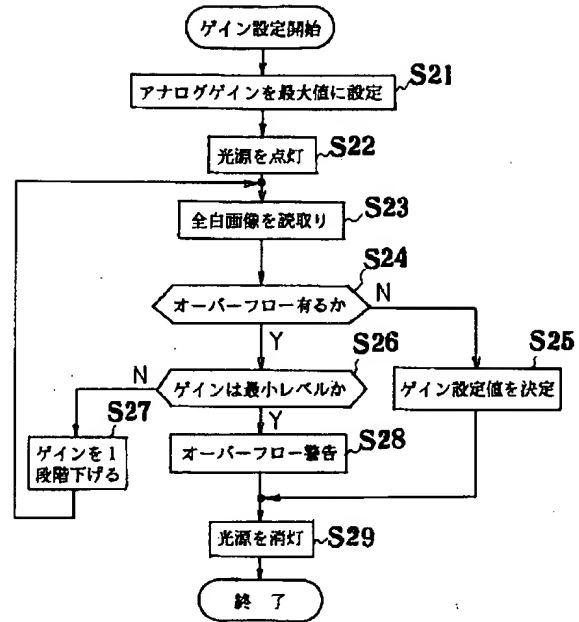 ゲイン設定開始
S21
アナログゲインを最大値に設定
S22
光源を点灯
S23
全白画像を読取り
S24
オーバーフロー有るか
N
Y
S26
S25
N
ゲインは最小レベルか
ゲイン設定値を決定
S27
Y
S28
ゲインを1
段階下げる
オーバーフロー警告
S29
光源を消灯
終 了